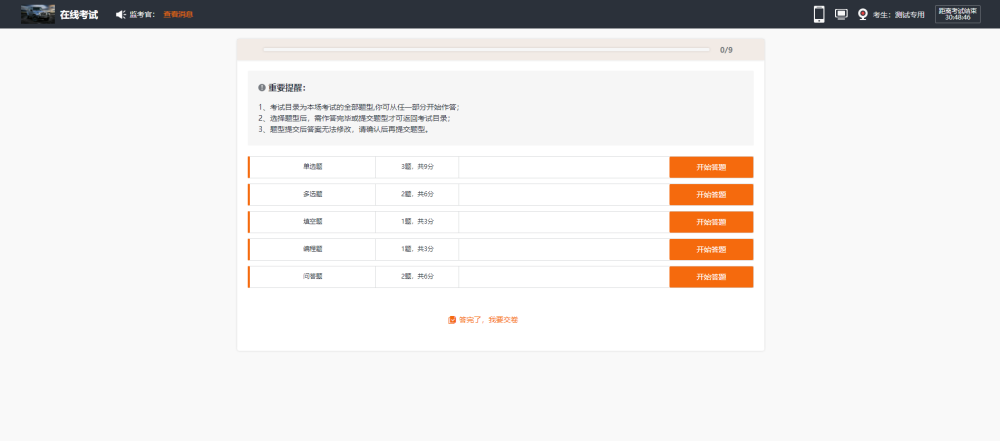 在线考试 监考官： 查看消息 考生：测试专用 距离考试结束
30:48:46
0/9
重要提醒：
1、考试目录为本场考试的全部题型,你可从任一部分开始作答；
2、选择题型后，需作答完毕或提交题型才可返回考试目录；
3、题型提交后答案无法修改，请确认后再提交题型。
单选题 3题，共9分 开始答题
多选题 2题，共6分 开始答题
填空题 1题，共3分 开始答题
编程题 1题，共3分 开始答题
问答题 2题，共6分 开始答题
答完了，我要交卷